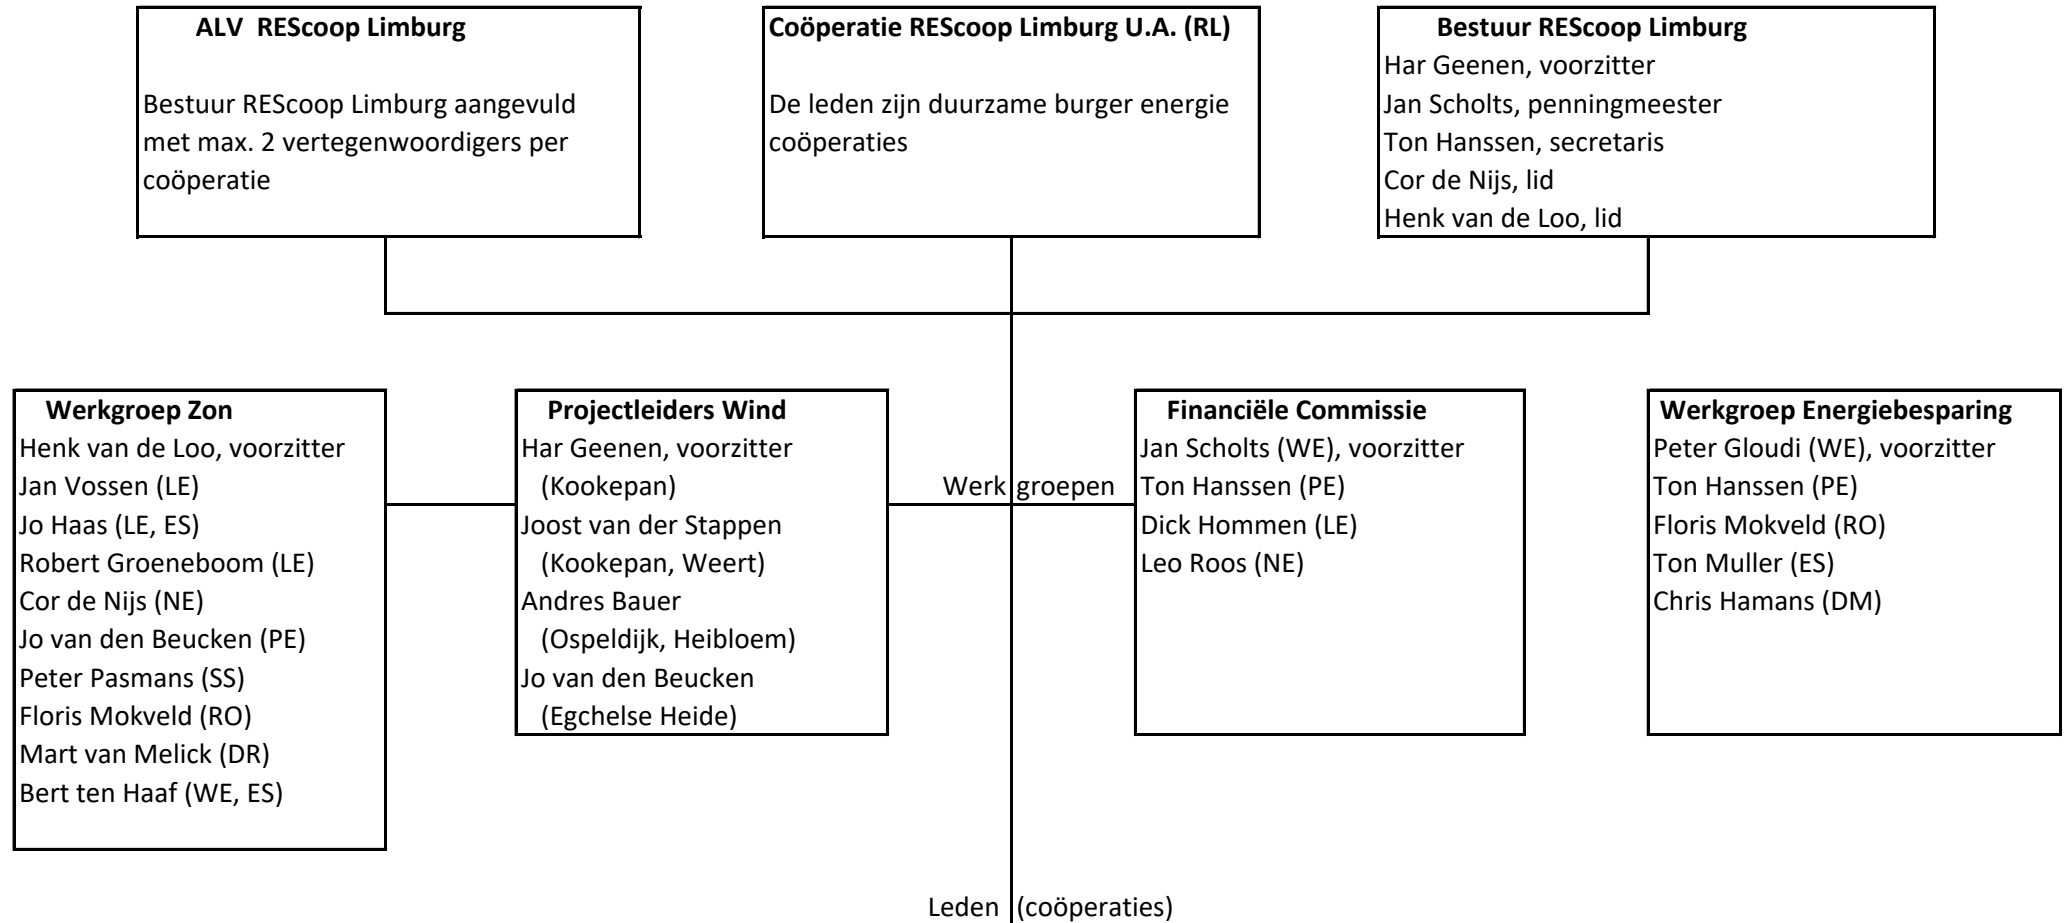 ALV REScoop Limburg
Bestuur REScoop Limburg aangevuld
met max. 2 vertegenwoordigers per
coöperatie
Coöperatie REScoop Limburg U.A. (RL)
De leden zijn duurzame burger energie
coöperaties
Bestuur REScoop Limburg
Har Geenen, voorzitter
Jan Scholts, penningmeester
Ton Hanssen, secretaris
Cor de Nijs, lid
Henk van de Loo, lid
Werkgroep Zon
Henk van de Loo, voorzitter
Jan Vossen (LE)
Jo Haas (LE, ES)
Robert Groeneboom (LE)
Cor de Nijs (NE)
Jo van den Beucken (PE)
Peter Pasmans (SS)
Floris Mokveld (RO)
Mart van Melick (DR)
Bert ten Haaf (WE, ES)
Projectleiders Wind
Har Geenen, voorzitter
(Kookepan)
Joost van der Stappen
(Kookepan, Weert)
Andres Bauer
(Ospeldijk, Heibloem)
Jo van den Beucken
(Egchelse Heide)
Werk groepen
Financiële Commissie
Jan Scholts (WE), voorzitter
Ton Hanssen (PE)
Dick Hommen (LE)
Leo Roos (NE)
Werkgroep Energiebesparing
Peter Gloudi (WE), voorzitter
Ton Hanssen (PE)
Floris Mokveld (RO)
Ton Muller (ES)
Chris Hamans (DM)
Leden (coöperaties)